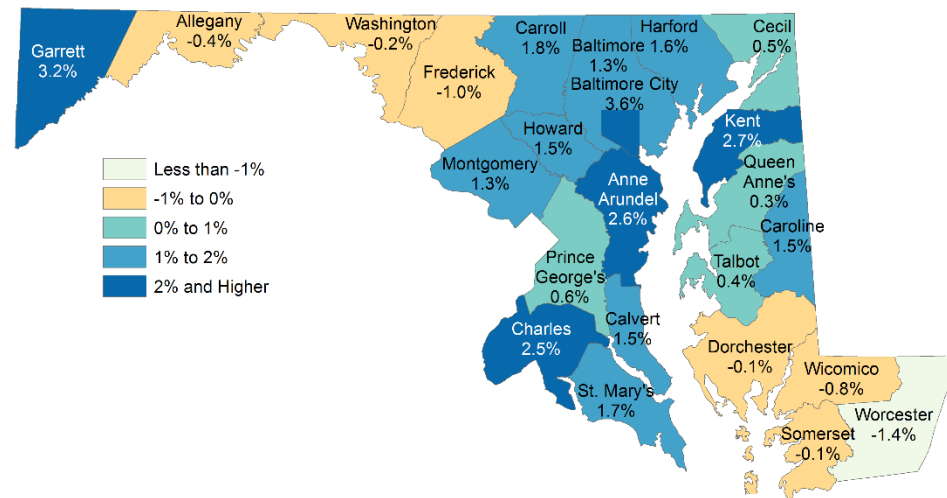 Garrett
3.2%
Allegany
-0.4%
Washington
-0.2%
Frederick
-1.0%
Carroll
1.8%
Baltimore
1.3%
Baltimore City
3.6%
Harford
1.6%
Cecil
0.5%
Kent
2.7%
Howard
1.5%
Montgomery
1.3%
Anne
Arundel
2.6%
Queen
Anne's
0.3%
Caroline
1.5%
Talbot
0.4%
Prince
George's
0.6%
Charles
2.5%
Calvert
1.5%
St. Mary's
1.7%
Dorchester
-0.1%
Wicomico
-0.8%
Somerset
-0.1%
Worcester
-1.4%
Less than -1%
-1% to 0%
0% to 1%
1% to 2%
2% and Higher